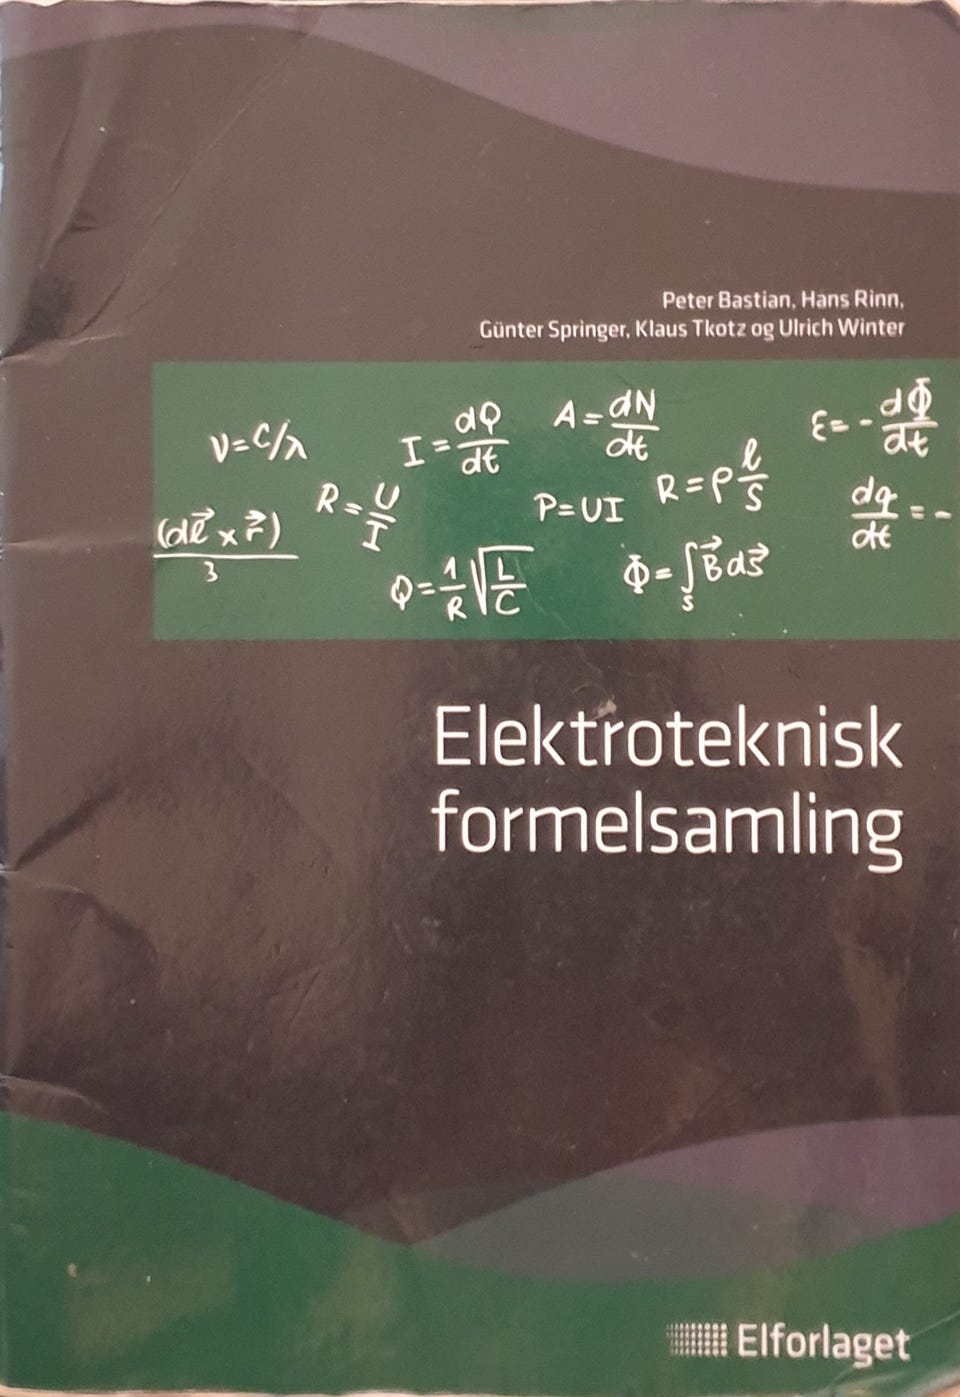 Peter Bastian, Hans Rinn,
Günter Springer, Klaus Tkotz og Ulrich Winter
ν=C/λ
I = dQ/dt
A = dN/dt
ε = - dΦ/dt
(dℓ⃗ x r⃗)/3
R = U/I
P=UI
R = ρ ℓ/S
dq/dt = -
Q = 1/R √(L/C)
Φ = ∫s B⃗ ds⃗
Elektroteknisk
formelsamling
Elforlaget